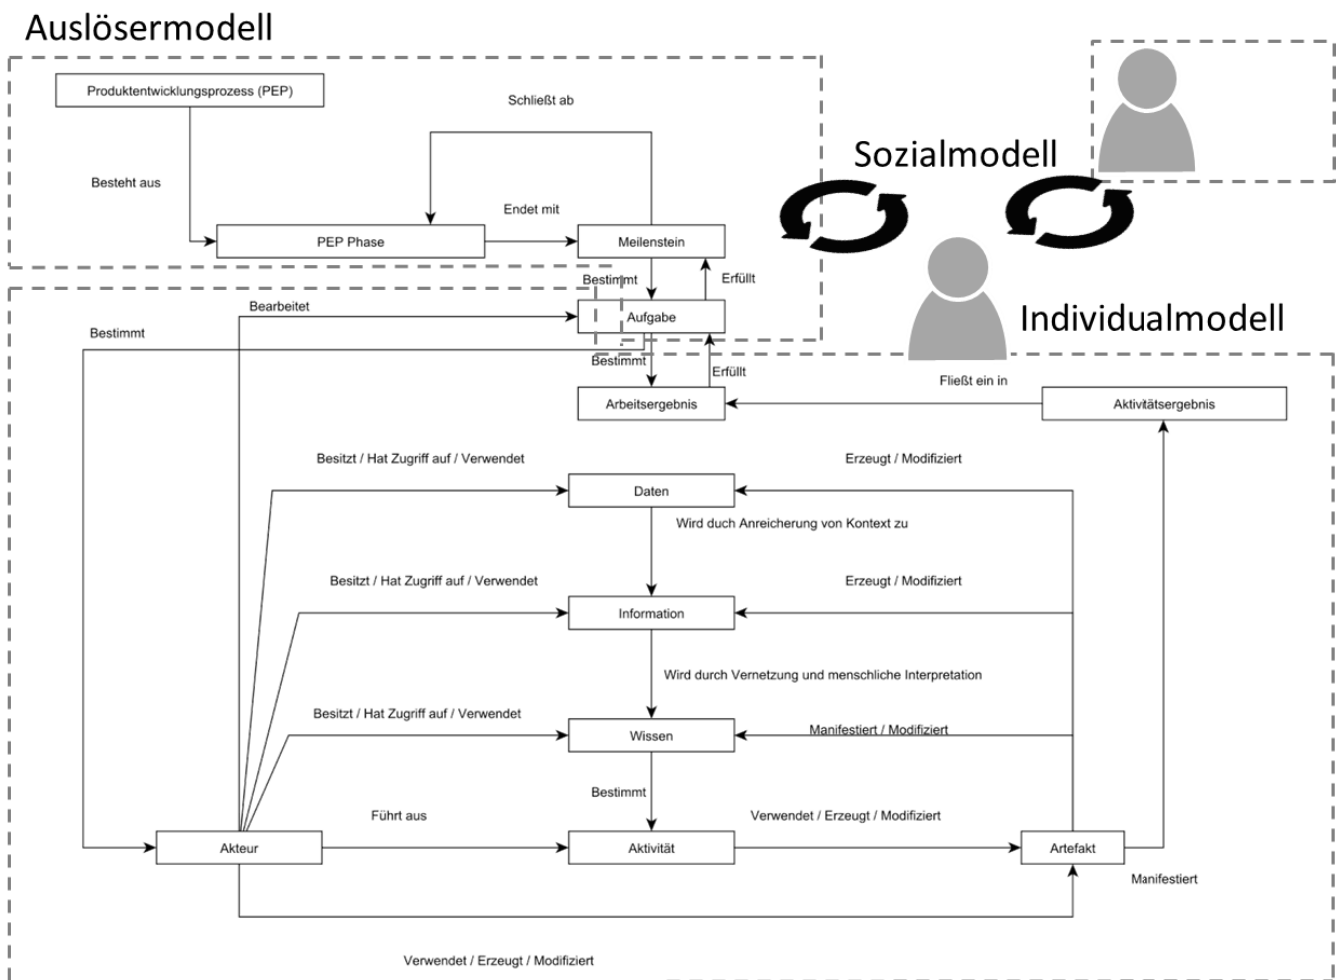 Auslösermodell
Produktentwicklungsprozess (PEP)
Schließt ab
Sozialmodell
Besteht aus
Endet mit
PEP Phase
Meilenstein
Bestimmt
Erfüllt
Bearbeitet
Aufgabe
Individualmodell
Bestimmt
Bestimmt
Erfüllt
Fließt ein in
Arbeitsergebnis
Aktivitätsergebnis
Besitzt / Hat Zugriff auf / Verwendet
Erzeugt / Modifiziert
Daten
Wird duch Anreicherung von Kontext zu
Besitzt / Hat Zugriff auf / Verwendet
Erzeugt / Modifiziert
Information
Wird durch Vernetzung und menschliche Interpretation
Besitzt / Hat Zugriff auf / Verwendet
Manifestiert / Modifiziert
Wissen
Bestimmt
Führt aus
Verwendet / Erzeugt / Modifiziert
Akteur
Aktivität
Artefakt
Manifestiert
Verwendet / Erzeugt / Modifiziert